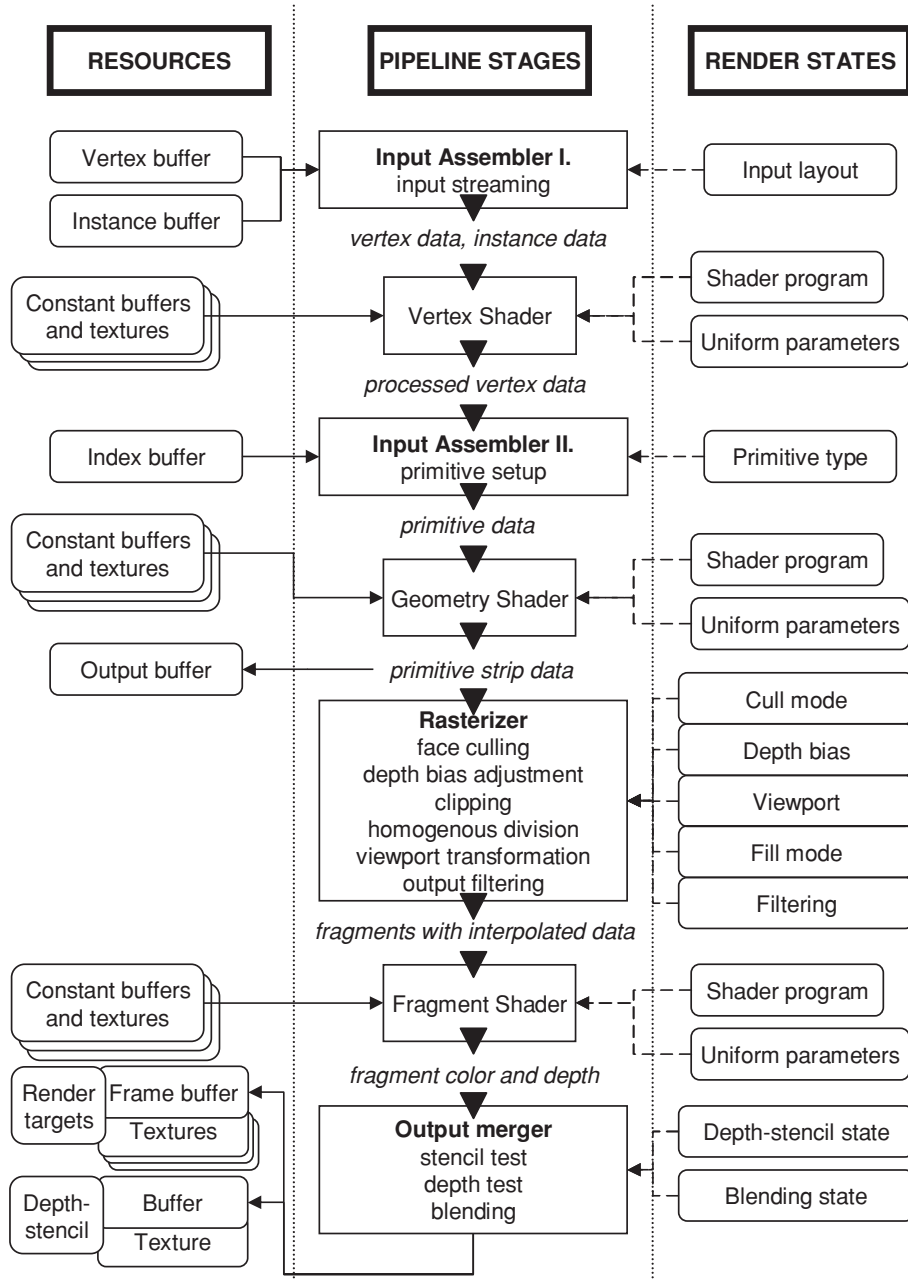 RESOURCES
PIPELINE STAGES
RENDER STATES
Vertex buffer
Instance buffer
Input Assembler I.
input streaming
Input layout
vertex data, instance data
Constant buffers
and textures
Vertex Shader
Shader program
Uniform parameters
processed vertex data
Index buffer
Input Assembler II.
primitive setup
Primitive type
primitive data
Constant buffers
and textures
Geometry Shader
Shader program
Uniform parameters
Output buffer
primitive strip data
Rasterizer
face culling
depth bias adjustment
clipping
homogenous division
viewport transformation
output filtering
Cull mode
Depth bias
Viewport
Fill mode
Filtering
fragments with interpolated data
Constant buffers
and textures
Fragment Shader
Shader program
Uniform parameters
fragment color and depth
Render
targets
Frame buffer
Textures
Depth-
stencil
Buffer
Texture
Output merger
stencil test
depth test
blending
Depth-stencil state
Blending state